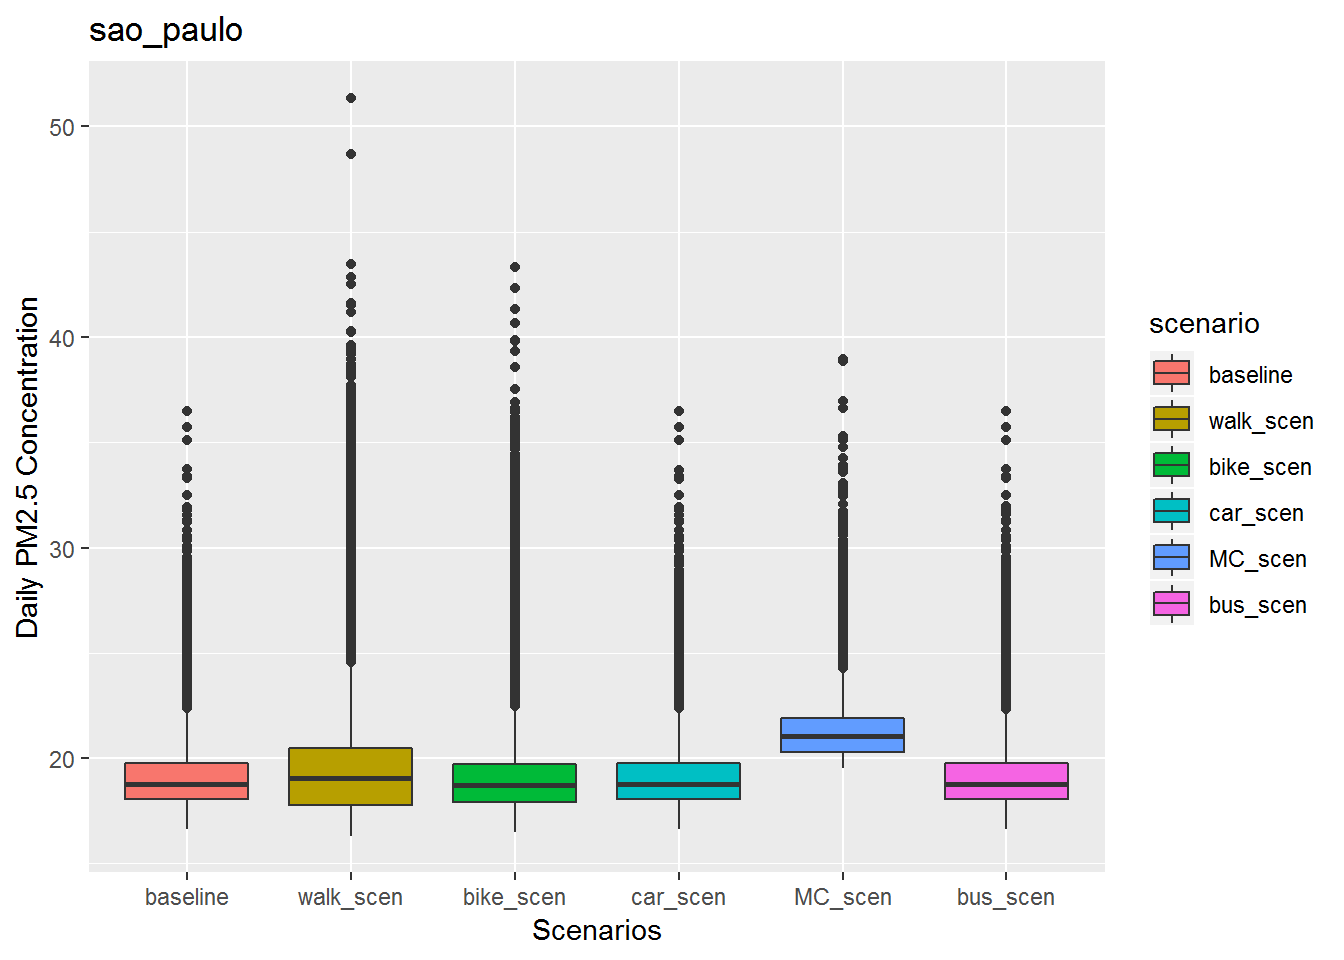 sao_paulo
50
40
30
20
Daily PM2.5 Concentration
baseline walk_scen bike_scen car_scen MC_scen bus_scen
Scenarios
scenario
baseline
walk_scen
bike_scen
car_scen
MC_scen
bus_scen